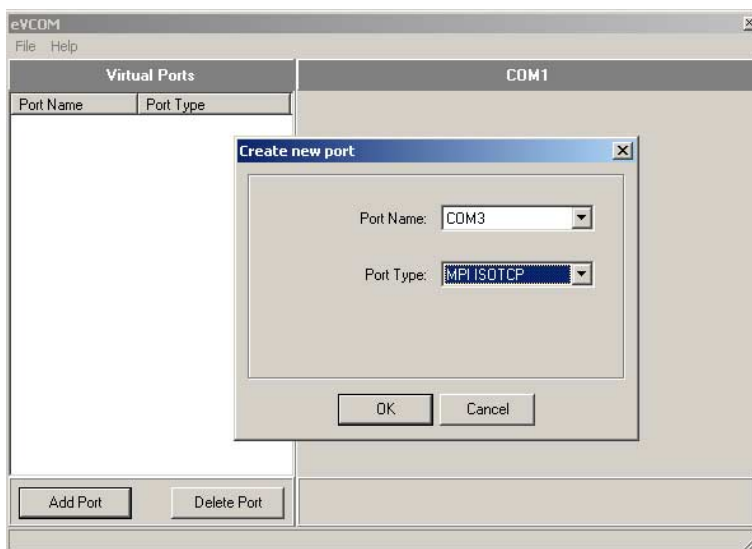 eVCOM
File Help
Virtual Ports
COM1
Port Name Port Type
Create new port
Port Name: COM3
Port Type: MPI ISOTCP
OK Cancel
Add Port Delete Port